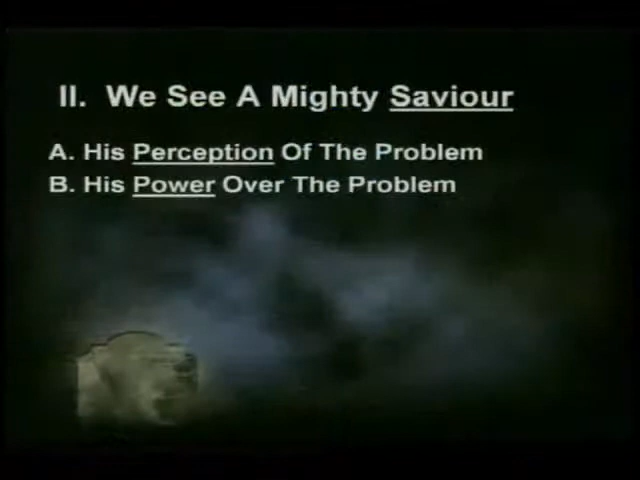 II. We See A Mighty Saviour
A. His Perception Of The Problem
B. His Power Over The Problem